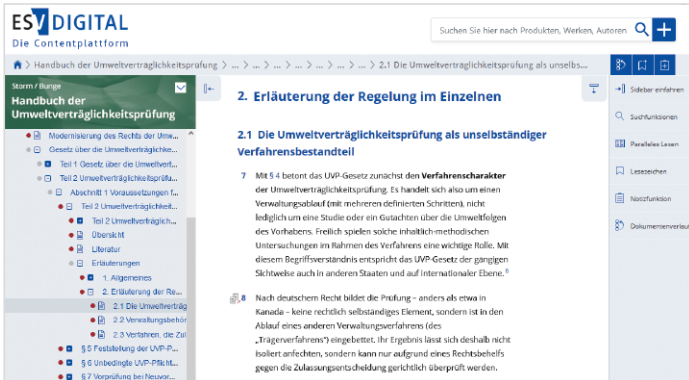 ESV DIGITAL
Die Contentplattform
Suchen Sie hier nach Produkten, Werken, Autoren
Handbuch der Umweltverträglichkeitsprüfung > ... > ... > ... > ... > ... > ... > 2.1 Die Umweltverträglichkeitsprüfung als unselbs...
Storm / Bunge
Handbuch der
Umweltverträglichkeitsprüfung
Modernisierung des Rechts der Umw...
Gesetz über die Umweltverträglichke...
Teil 1 Gesetz über die Umweltvert...
Teil 2 Umweltverträglichkeitsprüfu...
Abschnitt 1 Voraussetzungen f...
Teil 2 Umweltverträglichkeit...
Teil 2 Umweltverträglich...
Übersicht
Literatur
Erläuterungen
1. Allgemeines
2. Erläuterung der Re...
2.1 Die Umweltverträg
2.2 Verwaltungsbehör
2.3 Verfahren, die Zul
§ 5 Feststellung der UVP-P...
§ 6 Unbedingte UVP-Pflicht...
§ 7 Vorprüfung bei Neuvor...
2. Erläuterung der Regelung im Einzelnen
2.1 Die Umweltverträglichkeitsprüfung als unselbständiger
Verfahrensbestandteil
7 Mit § 4 betont das UVP-Gesetz zunächst den Verfahrenscharakter
der Umweltverträglichkeitsprüfung. Es handelt sich also um einen
Verwaltungsablauf (mit mehreren definierten Schritten), nicht
lediglich um eine Studie oder ein Gutachten über die Umweltfolgen
des Vorhabens. Freilich spielen solche inhaltlich-methodischen
Untersuchungen im Rahmen des Verfahrens eine wichtige Rolle. Mit
diesem Begriffsverständnis entspricht das UVP-Gesetz der gängigen
Sichtweise auch in anderen Staaten und auf internationaler Ebene. 6
8 Nach deutschem Recht bildet die Prüfung – anders als etwa in
Kanada – keine rechtlich selbständiges Element, sondern ist in den
Ablauf eines anderen Verwaltungsverfahrens (des
„Trägerverfahrens“) eingebettet. Ihr Ergebnis lässt sich deshalb nicht
isoliert anfechten, sondern kann nur aufgrund eines Rechtsbehelfs
gegen die Zulassungsentscheidung gerichtlich überprüft werden.
Sidebar einfahren
Suchfunktionen
Paralleles Lesen
Lesezeichen
Notizfunktion
Dokumentenverlauf